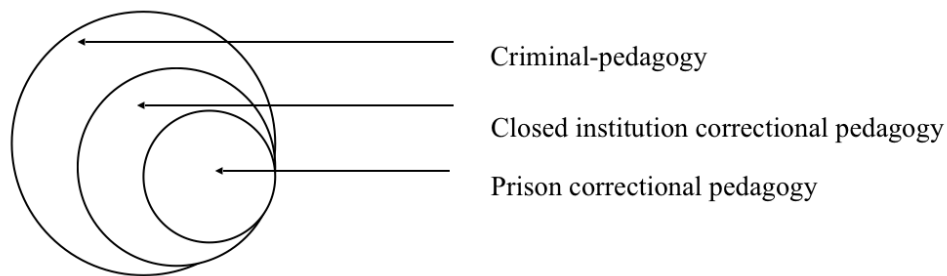 Criminal-pedagogy
Closed institution correctional pedagogy
Prison correctional pedagogy